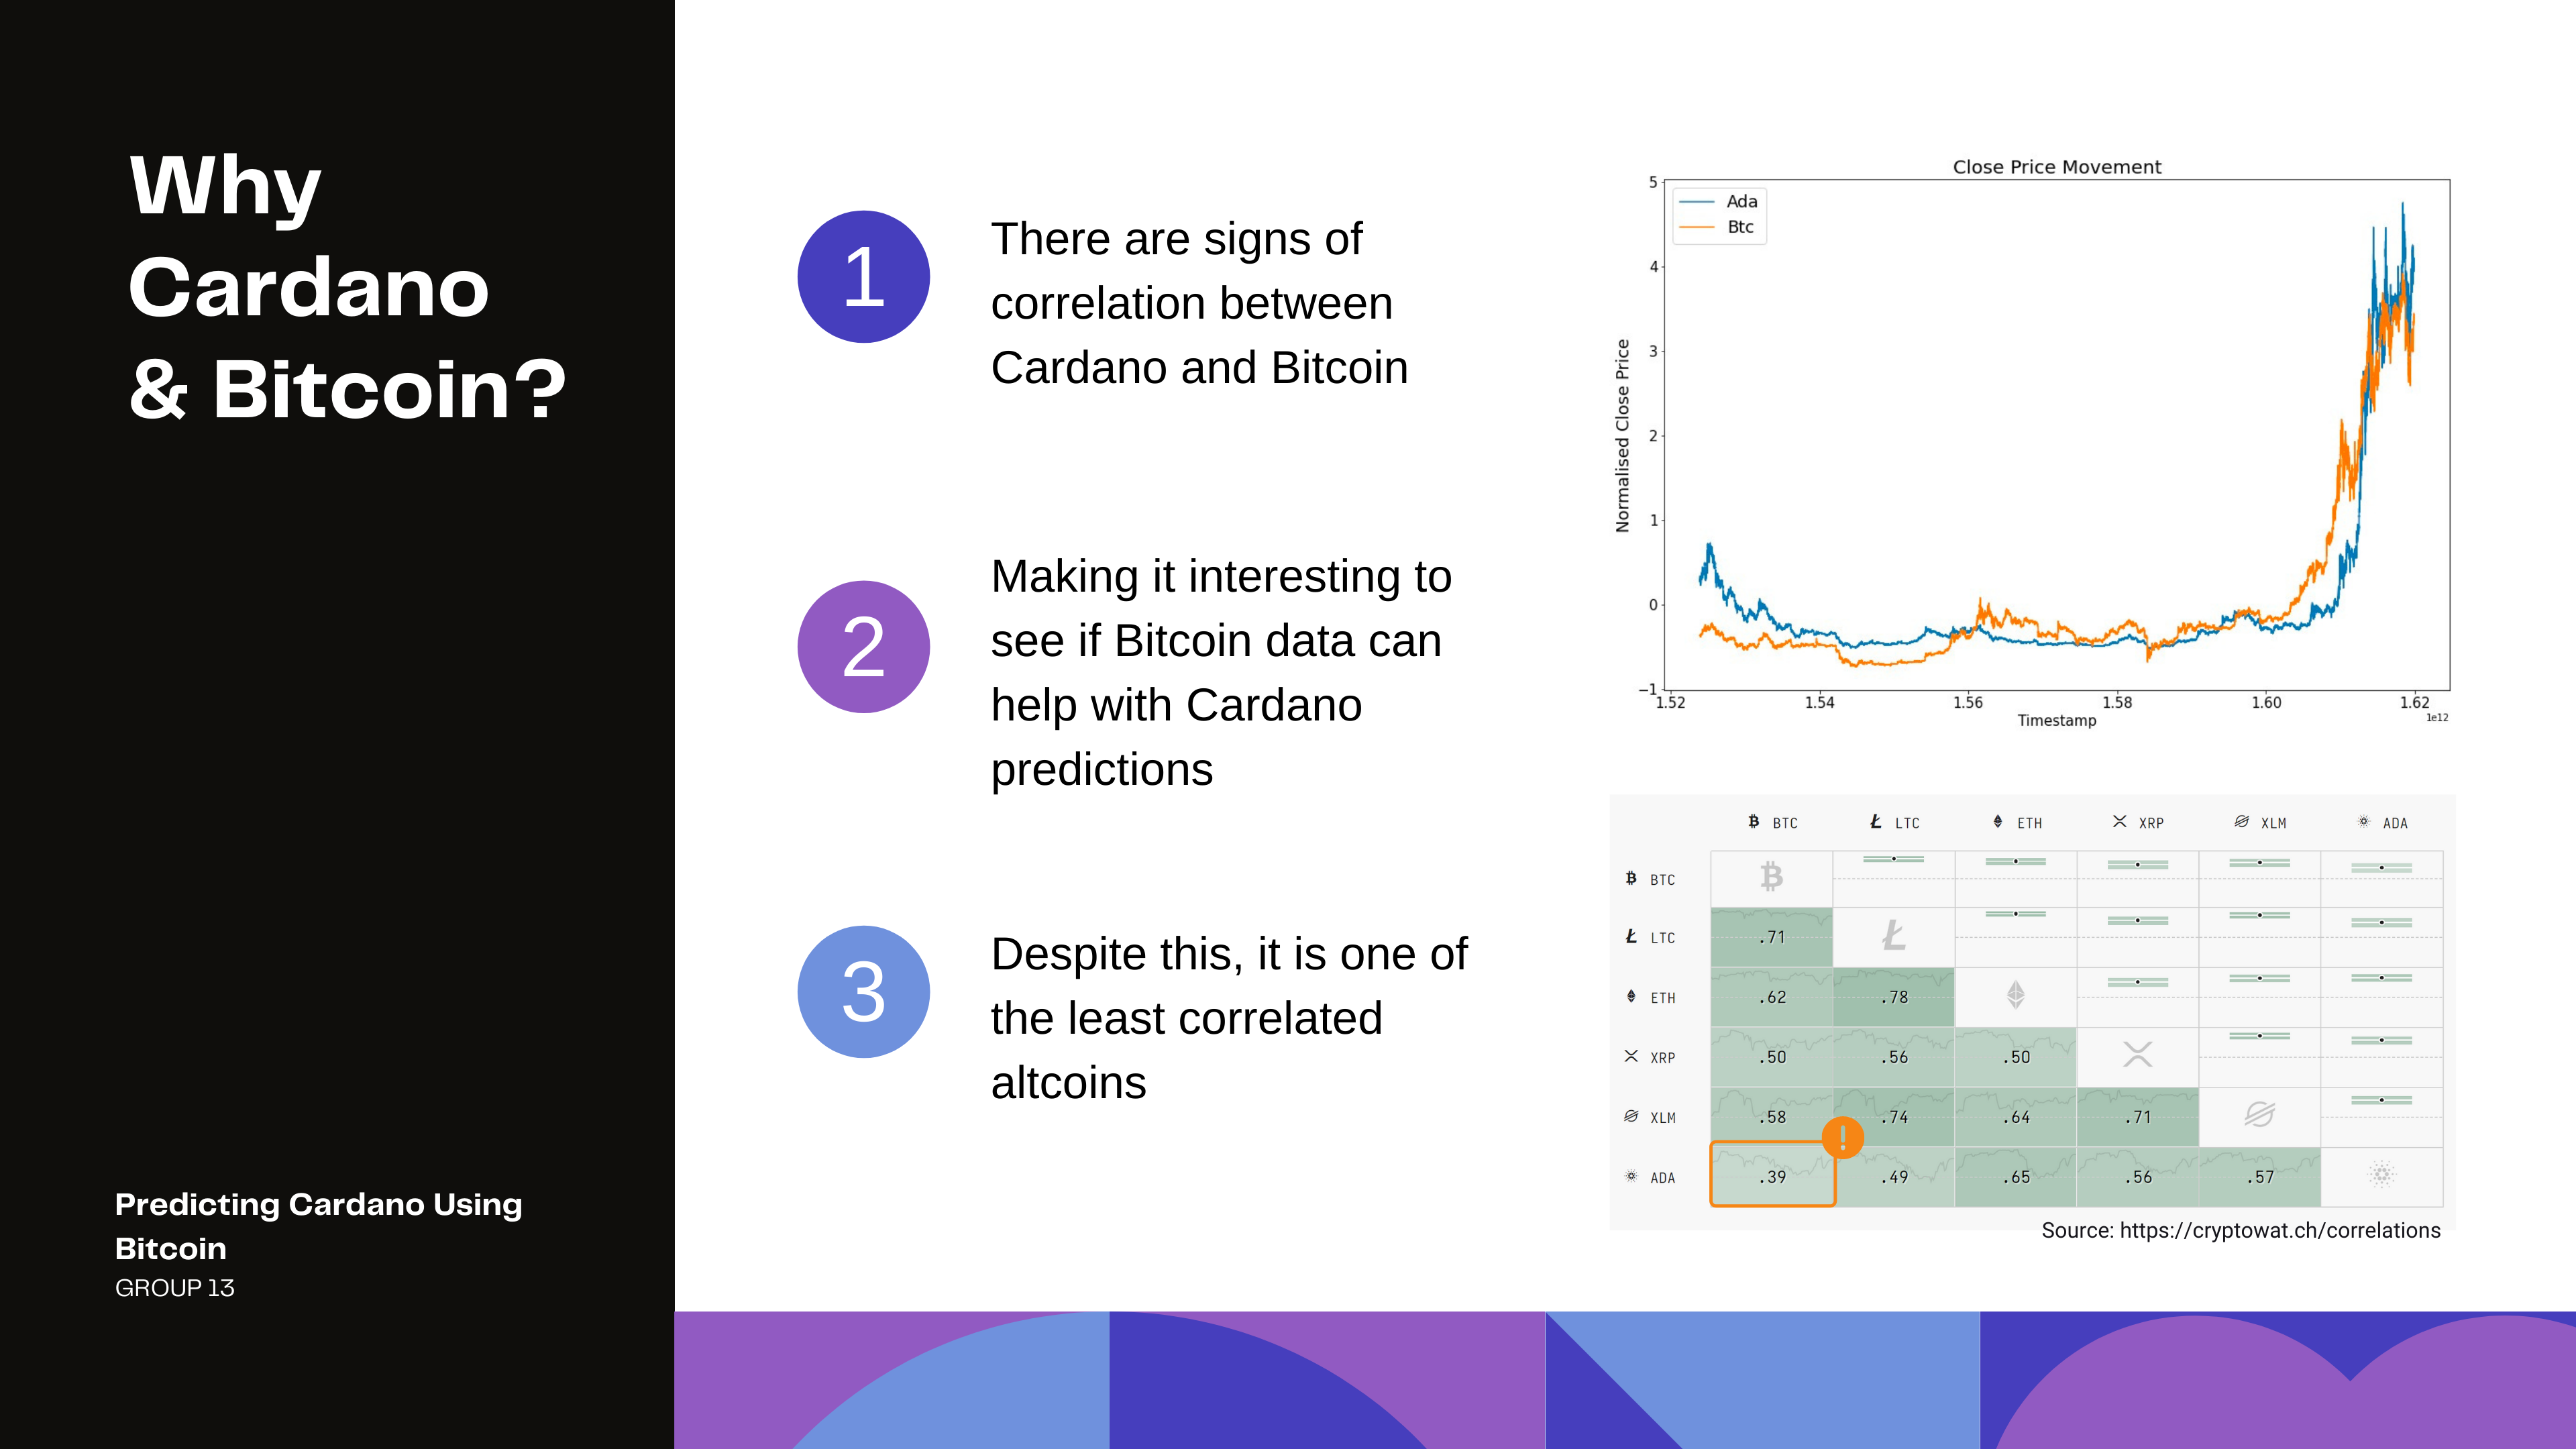 Why
Cardano
& Bitcoin?
Predicting Cardano Using
Bitcoin
GROUP 13
1
There are signs of
correlation between
Cardano and Bitcoin
2
Making it interesting to
see if Bitcoin data can
help with Cardano
predictions
3
Despite this, it is one of
the least correlated
altcoins
Close Price Movement
Ada
Btc
Normalised Close Price
5
4
3
2
1
0
−1
1.52 1.54 1.56 1.58 1.60 1.62
Timestamp
1e12
BTC LTC ETH XRP XLM ADA
BTC
LTC .71
ETH .62 .78
XRP .50 .56 .50
XLM .58 .74 .64 .71
!
ADA .39 .49 .65 .56 .57
Source: https://cryptowat.ch/correlations